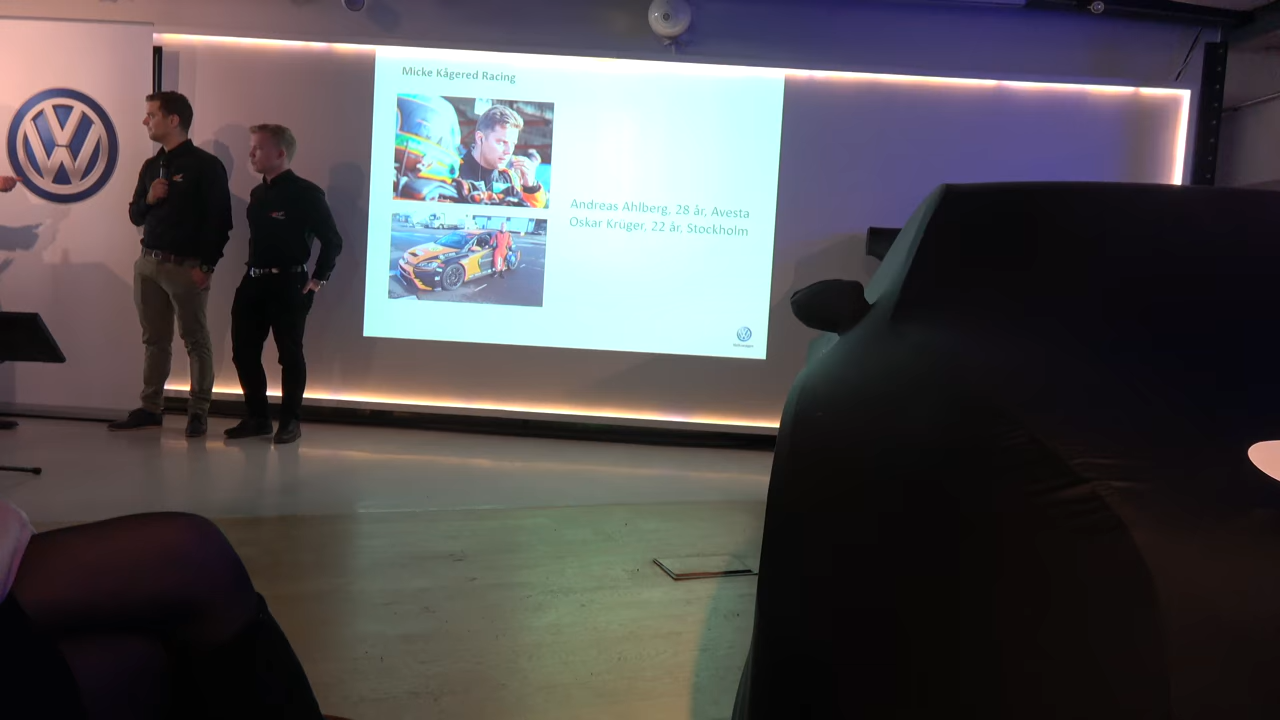 Micke Kågered Racing
Andreas Ahlberg, 28 år, Avesta
Oskar Krüger, 22 år, Stockholm